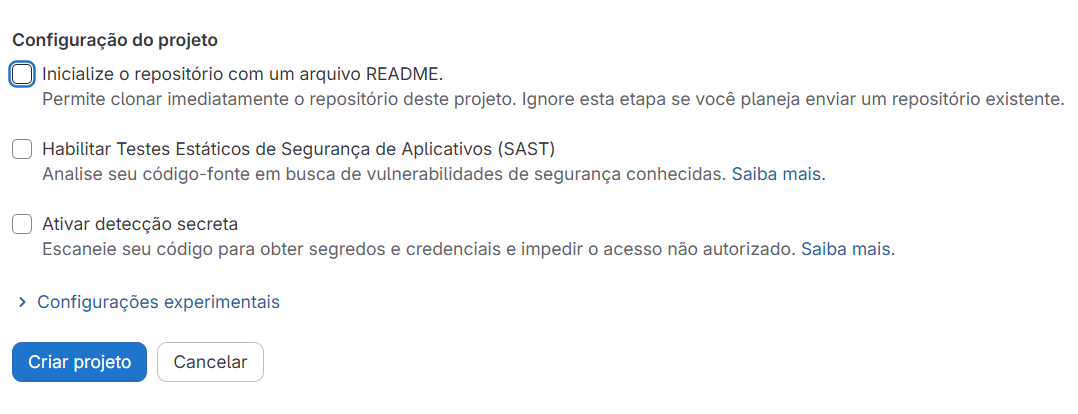 Configuração do projeto
Inicialize o repositório com um arquivo README.
Permite clonar imediatamente o repositório deste projeto. Ignore esta etapa se você planeja enviar um repositório existente.
Habilitar Testes Estáticos de Segurança de Aplicativos (SAST)
Analise seu código-fonte em busca de vulnerabilidades de segurança conhecidas. Saiba mais.
Ativar detecção secreta
Escaneie seu código para obter segredos e credenciais e impedir o acesso não autorizado. Saiba mais.
Configurações experimentais
Criar projeto Cancelar